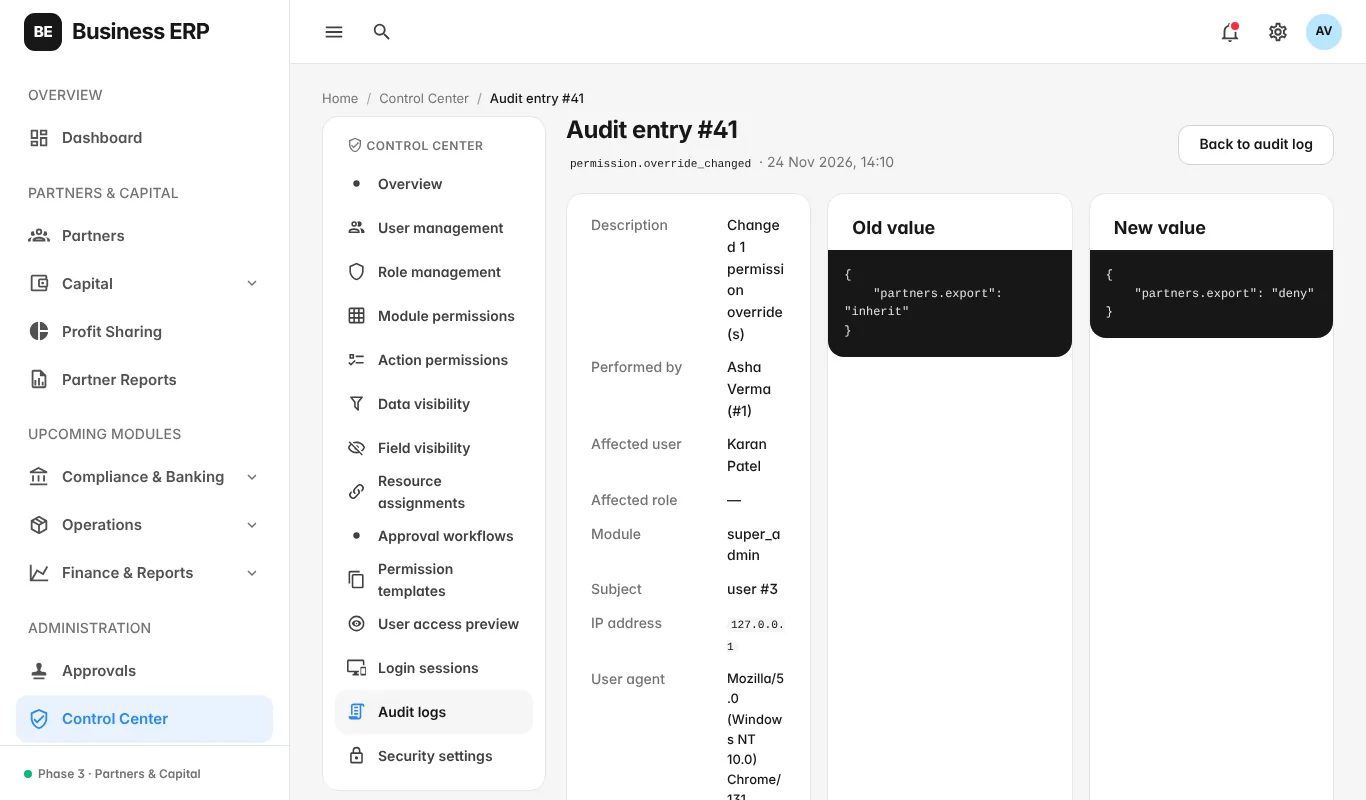 BE Business ERP
OVERVIEW
Dashboard
PARTNERS & CAPITAL
Partners
Capital
Profit Sharing
Partner Reports
UPCOMING MODULES
Compliance & Banking
Operations
Finance & Reports
ADMINISTRATION
Approvals
Control Center
Phase 3 · Partners & Capital
AV
Home / Control Center / Audit entry #41
CONTROL CENTER
Overview
User management
Role management
Module permissions
Action permissions
Data visibility
Field visibility
Resource
assignments
Approval workflows
Permission
templates
User access preview
Login sessions
Audit logs
Security settings
Audit entry #41
permission.override_changed · 24 Nov 2026, 14:10
Back to audit log
Description
Change
d 1
permissi
on
override
(s)
Performed by
Asha
Verma
(#1)
Affected user
Karan
Patel
Affected role
—
Module
super_a
dmin
Subject
user #3
IP address
127.0.0.
1
User agent
Mozilla/5
.0
(Window
s NT
10.0)
Chrome/
131
Old value
{
"partners.export":
"inherit"
}
New value
{
"partners.export": "deny"
}